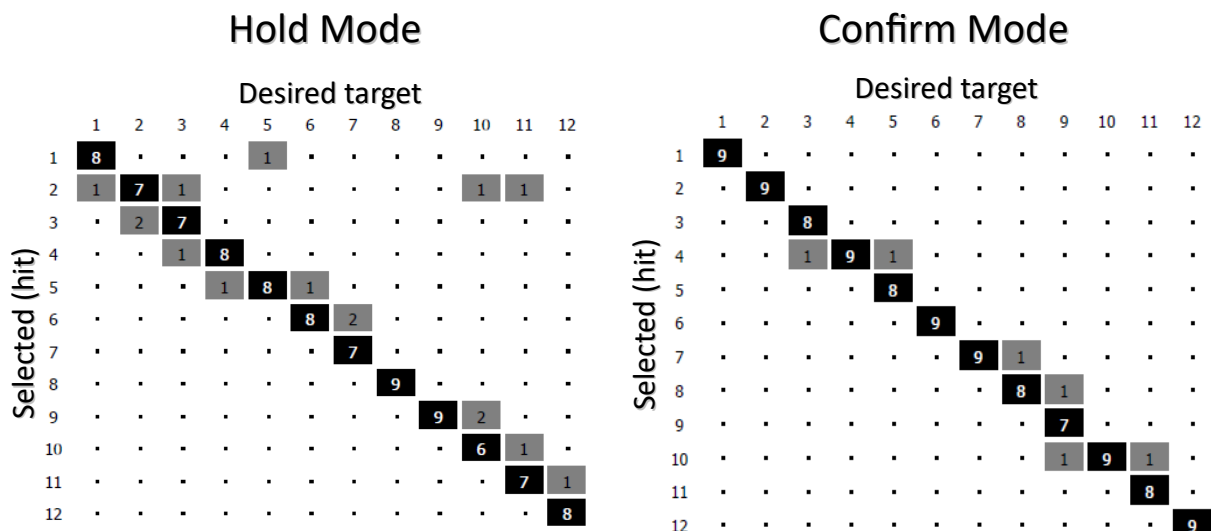 Hold Mode
Desired target
1 2 3 4 5 6 7 8 9 10 11 12
1 8 · · · 1 · · · · · · ·
2 1 7 1 · · · · · · 1 1 ·
3 · 2 7 · · · · · · · · ·
4 · · 1 8 · · · · · · · ·
5 · · · 1 8 1 · · · · · ·
6 · · · · · 8 2 · · · · ·
7 · · · · · · 7 · · · · ·
8 · · · · · · · 9 · · · ·
9 · · · · · · · · 9 2 · ·
10 · · · · · · · · · 6 1 ·
11 · · · · · · · · · · 7 1
12 · · · · · · · · · · · 8
Selected (hit)
Confirm Mode
Desired target
1 2 3 4 5 6 7 8 9 10 11 12
1 9 · · · · · · · · · · ·
2 · 9 · · · · · · · · · ·
3 · · 8 · · · · · · · · ·
4 · · 1 9 1 · · · · · · ·
5 · · · · 8 · · · · · · ·
6 · · · · · 9 · · · · · ·
7 · · · · · · 9 1 · · · ·
8 · · · · · · · 8 1 · · ·
9 · · · · · · · · 7 · · ·
10 · · · · · · · · 1 9 1 ·
11 · · · · · · · · · · 8 ·
12 · · · · · · · · · · · 9
Selected (hit)